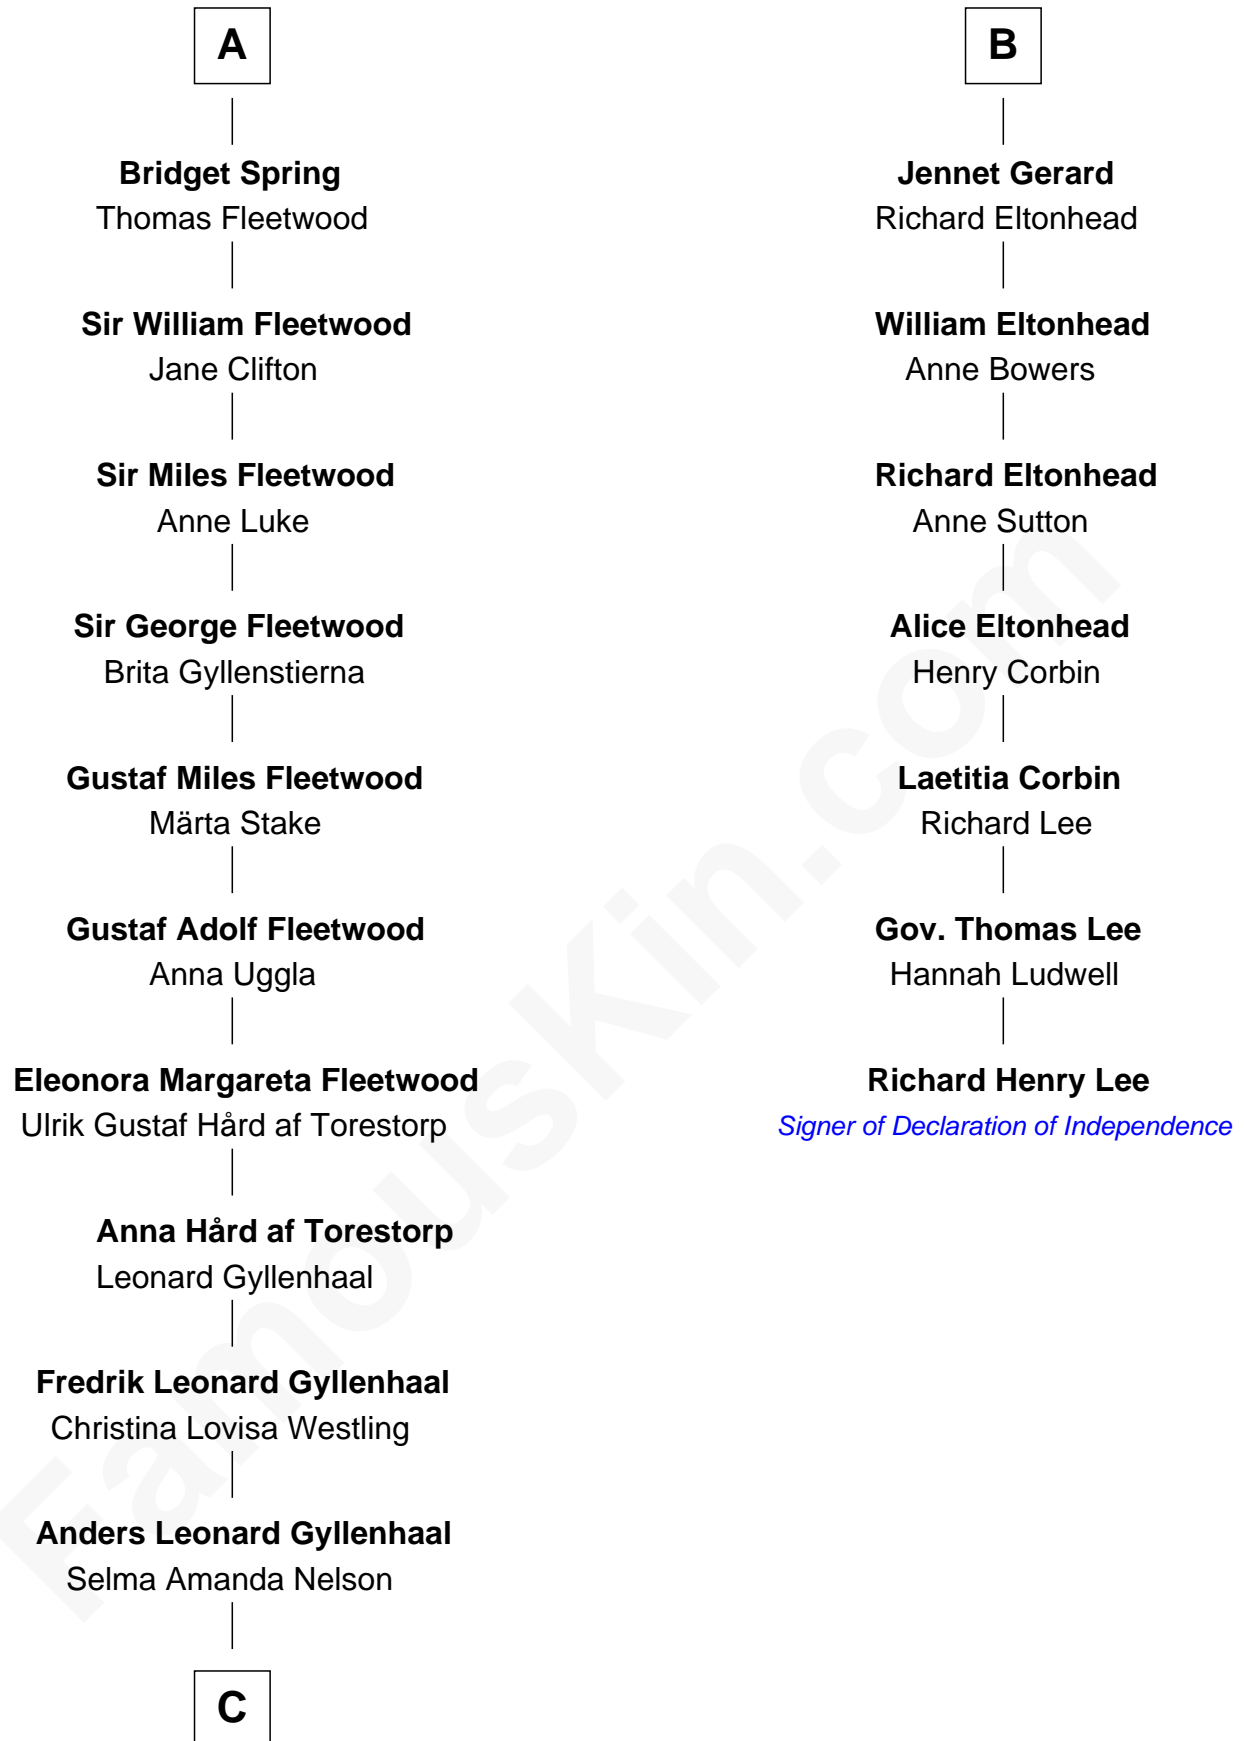 A
Bridget Spring
Thomas Fleetwood
Sir William Fleetwood
Jane Clifton
Sir Miles Fleetwood
Anne Luke
Sir George Fleetwood
Brita Gyllenstierna
Gustaf Miles Fleetwood
Märta Stake
Gustaf Adolf Fleetwood
Anna Uggla
Eleonora Margareta Fleetwood
Ulrik Gustaf Hård af Torestorp
Anna Hård af Torestorp
Leonard Gyllenhaal
Fredrik Leonard Gyllenhaal
Christina Lovisa Westling
Anders Leonard Gyllenhaal
Selma Amanda Nelson
C
B
Jennet Gerard
Richard Eltonhead
William Eltonhead
Anne Bowers
Richard Eltonhead
Anne Sutton
Alice Eltonhead
Henry Corbin
Laetitia Corbin
Richard Lee
Gov. Thomas Lee
Hannah Ludwell
Richard Henry Lee
Signer of Declaration of Independence
FamousKin.com